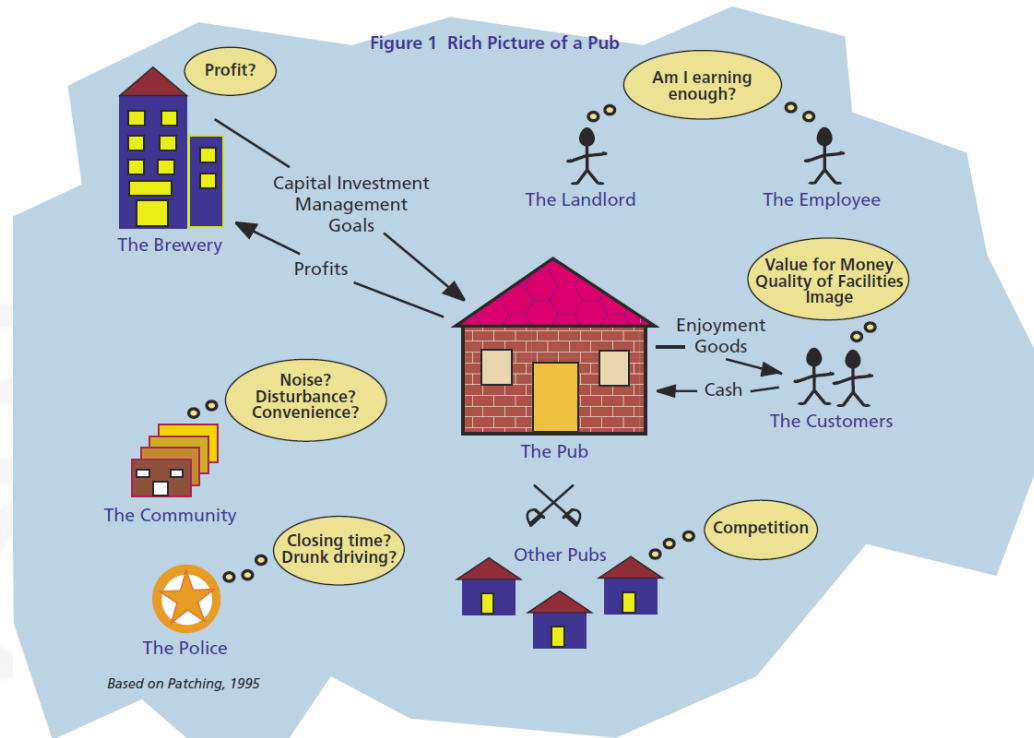 Figure 1 Rich Picture of a Pub
Profit?
Am I earning
enough?
The Landlord
The Employee
The Brewery
Capital Investment
Management
Goals
Profits
Value for Money
Quality of Facilities
Image
Enjoyment
Goods
Cash
The Customers
The Pub
Noise?
Disturbance?
Convenience?
The Community
Closing time?
Drunk driving?
The Police
Other Pubs
Competition
Based on Patching, 1995